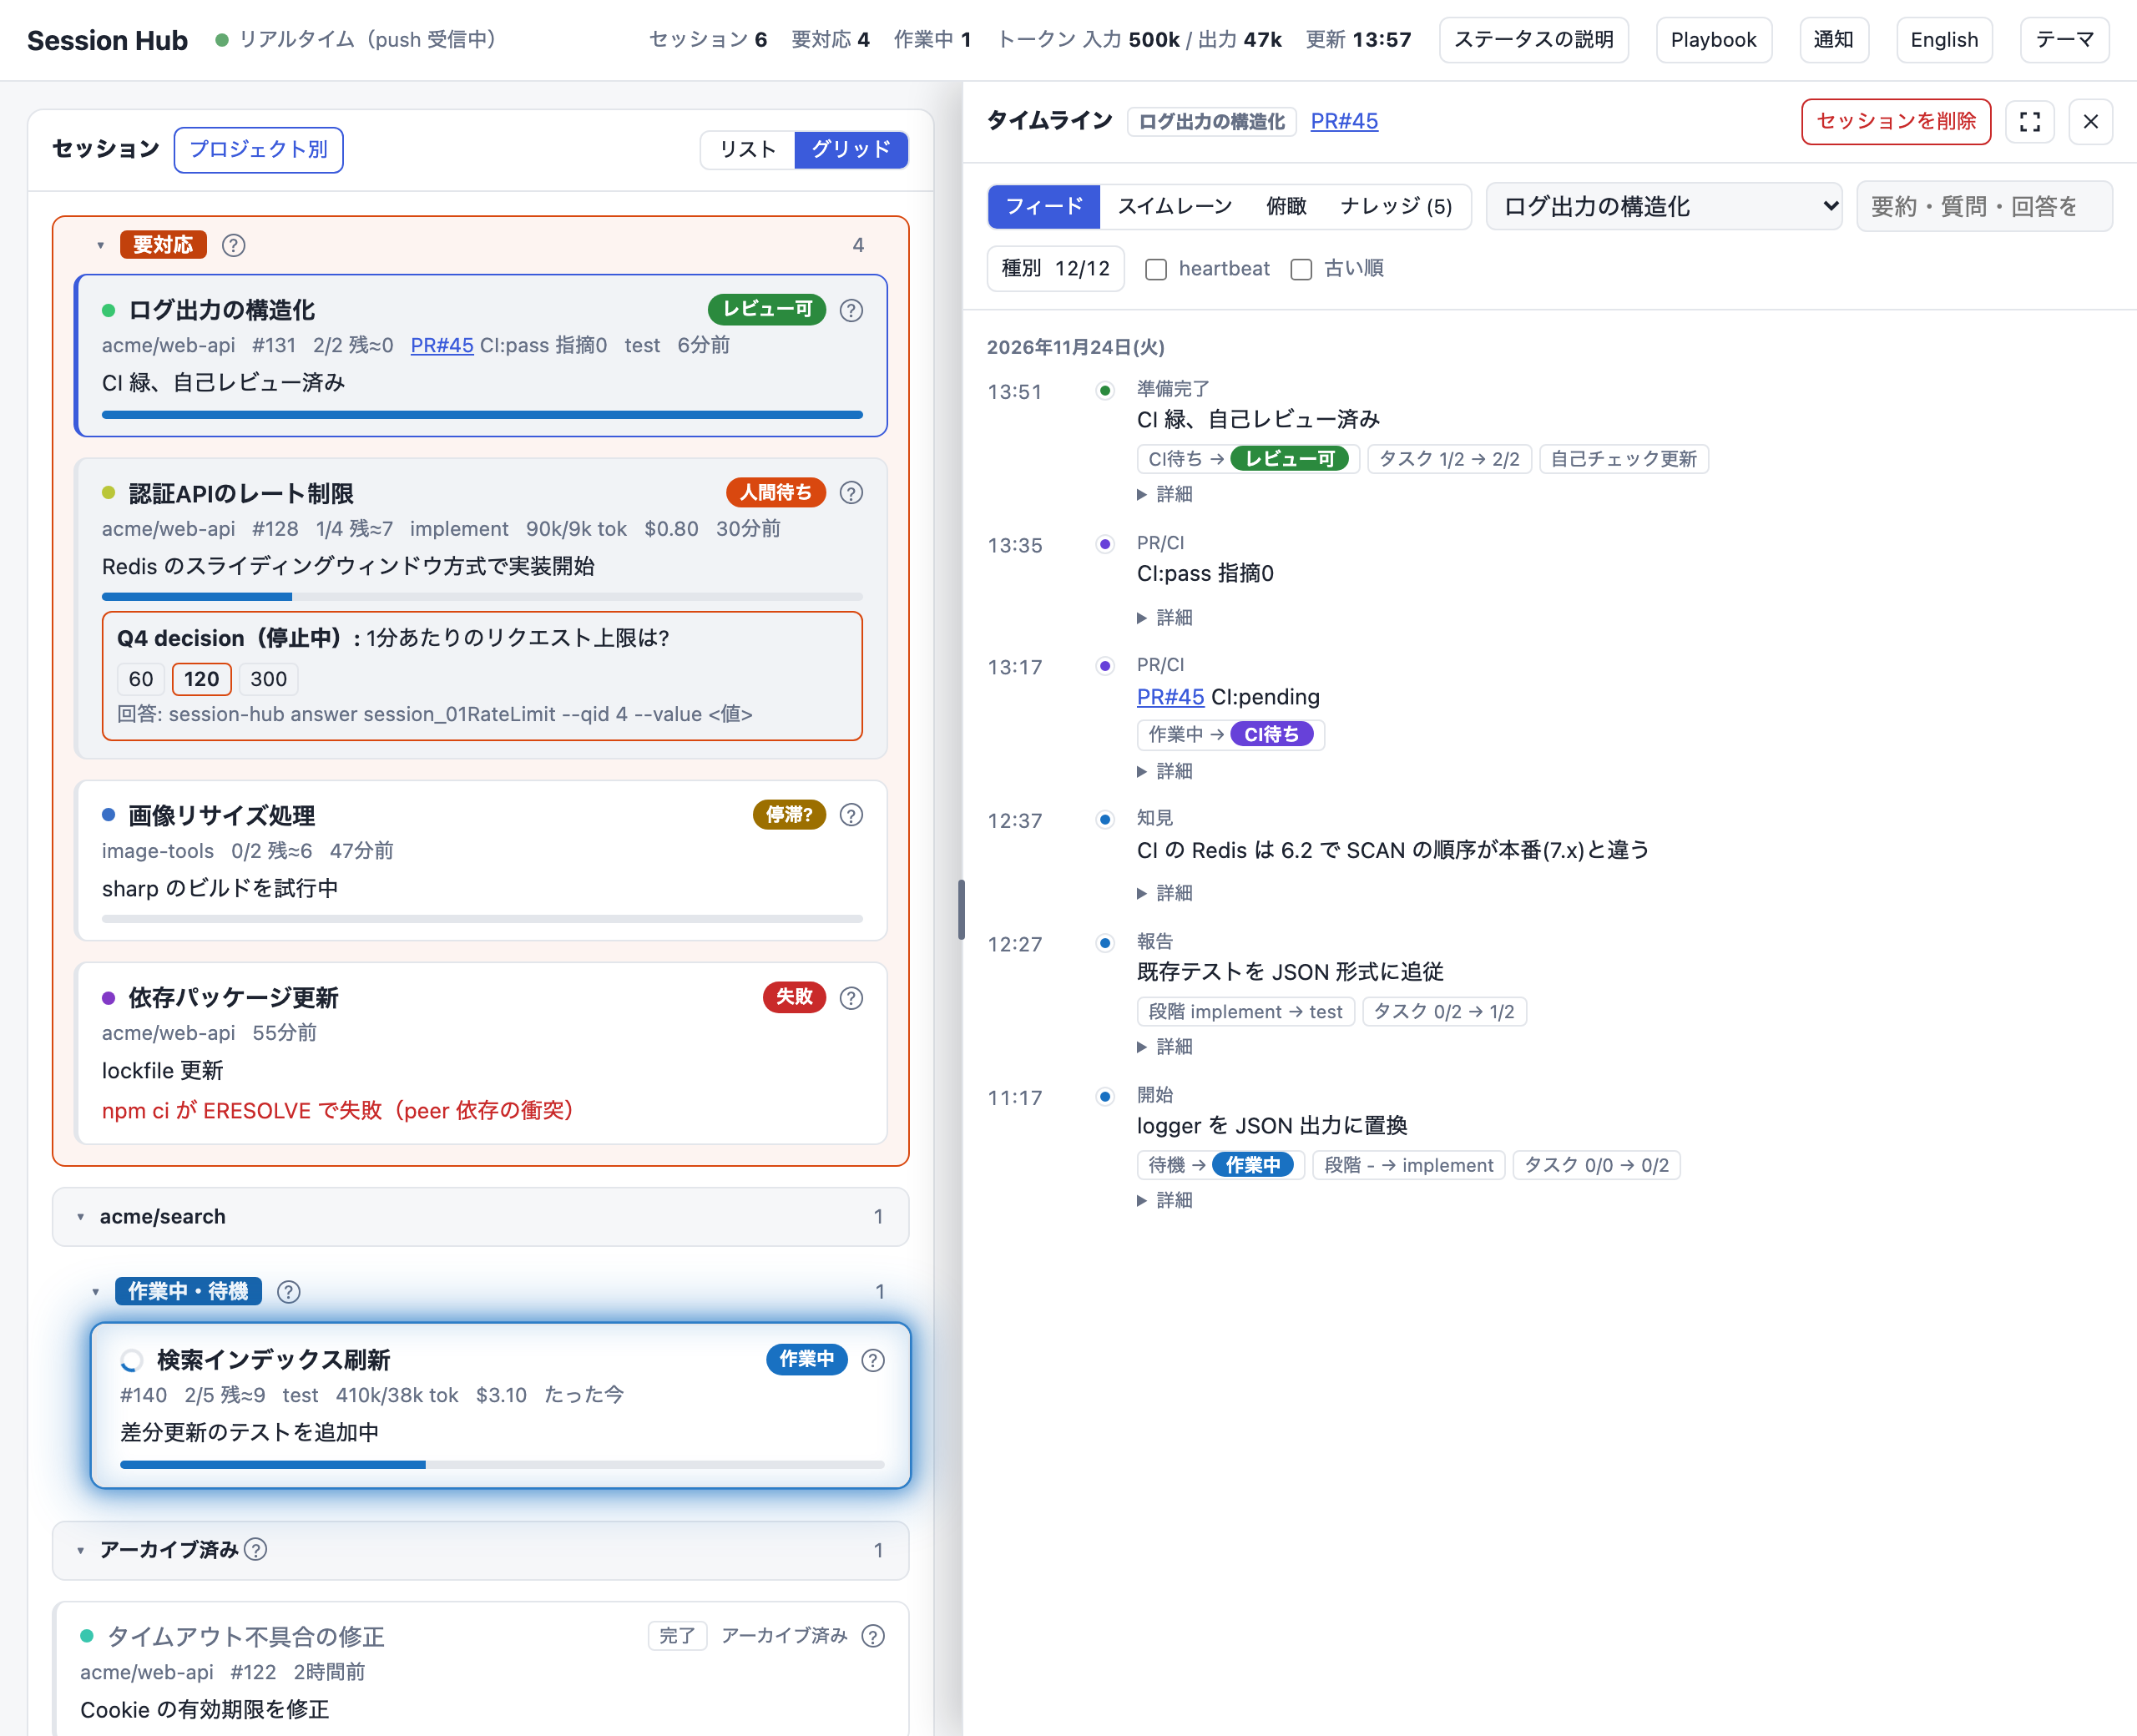 Session Hub リアルタイム（push 受信中） セッション 6 要対応 4 作業中 1 トークン 入力 500k / 出力 47k 更新 13:57 ステータスの説明 Playbook 通知 English テーマ
セッション プロジェクト別 リスト グリッド
要対応 ? 4
ログ出力の構造化 レビュー可 ?
acme/web-api #131 2/2 残≈0 PR#45 CI:pass 指摘0 test 6分前
CI 緑、自己レビュー済み
認証APIのレート制限 人間待ち ?
acme/web-api #128 1/4 残≈7 implement 90k/9k tok $0.80 30分前
Redis のスライディングウィンドウ方式で実装開始
Q4 decision（停止中）: 1分あたりのリクエスト上限は?
60 120 300
回答: session-hub answer session_01RateLimit --qid 4 --value <値>
画像リサイズ処理 停滞? ?
image-tools 0/2 残≈6 47分前
sharp のビルドを試行中
依存パッケージ更新 失敗 ?
acme/web-api 55分前
lockfile 更新
npm ci が ERESOLVE で失敗（peer 依存の衝突）
acme/search 1
作業中・待機 ? 1
検索インデックス刷新 作業中 ?
#140 2/5 残≈9 test 410k/38k tok $3.10 たった今
差分更新のテストを追加中
アーカイブ済み ? 1
タイムアウト不具合の修正 完了 アーカイブ済み ?
acme/web-api #122 2時間前
Cookie の有効期限を修正
タイムライン ログ出力の構造化 PR#45 セッションを削除
フィード スイムレーン 俯瞰 ナレッジ (5) ログ出力の構造化 要約・質問・回答を
種別 12/12 heartbeat 古い順
2026年11月24日(火)
13:51 準備完了
CI 緑、自己レビュー済み
CI待ち → レビュー可 タスク 1/2 → 2/2 自己チェック更新
詳細
13:35 PR/CI
CI:pass 指摘0
詳細
13:17 PR/CI
PR#45 CI:pending
作業中 → CI待ち
詳細
12:37 知見
CI の Redis は 6.2 で SCAN の順序が本番(7.x)と違う
詳細
12:27 報告
既存テストを JSON 形式に追従
段階 implement → test タスク 0/2 → 1/2
詳細
11:17 開始
logger を JSON 出力に置換
待機 → 作業中 段階 - → implement タスク 0/0 → 0/2
詳細